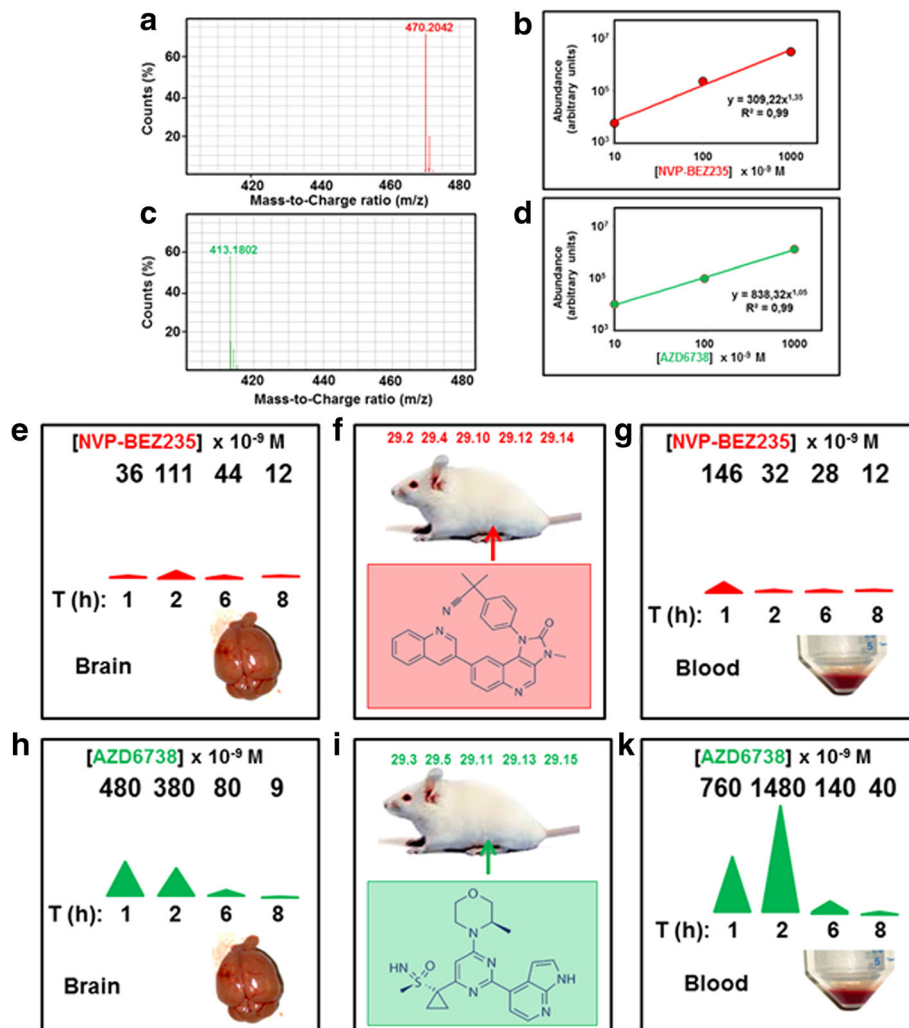 a
470.2042
Counts (%)
60
40
20
420 440 460 480
Mass-to-Charge ratio (m/z)
b
Abundance
(arbitrary units)
10⁷
10⁵
10³
y = 309,22x¹,³⁵
R² = 0,99
10 100 1000
[NVP-BEZ235] x 10⁻⁹ M
c
413.1802
Counts (%)
60
40
20
420 440 460 480
Mass-to-Charge ratio (m/z)
d
Abundance
(arbitrary units)
10⁷
10⁵
10³
y = 838,32x¹,⁰⁵
R² = 0,99
10 100 1000
[AZD6738] x 10⁻⁹ M
e
[NVP-BEZ235] x 10⁻⁹ M
36 111 44 12
T (h): 1 2 6 8
Brain
f
29.2 29.4 29.10 29.12 29.14
N
N
O
N
N
N
g
[NVP-BEZ235] x 10⁻⁹ M
146 32 28 12
T (h): 1 2 6 8
5
Blood
h
[AZD6738] x 10⁻⁹ M
480 380 80 9
T (h): 1 2 6 8
Brain
i
29.3 29.5 29.11 29.13 29.15
O
N
HN O
S
N
N
NH
N
k
[AZD6738] x 10⁻⁹ M
760 1480 140 40
T (h): 1 2 6 8
5
Blood